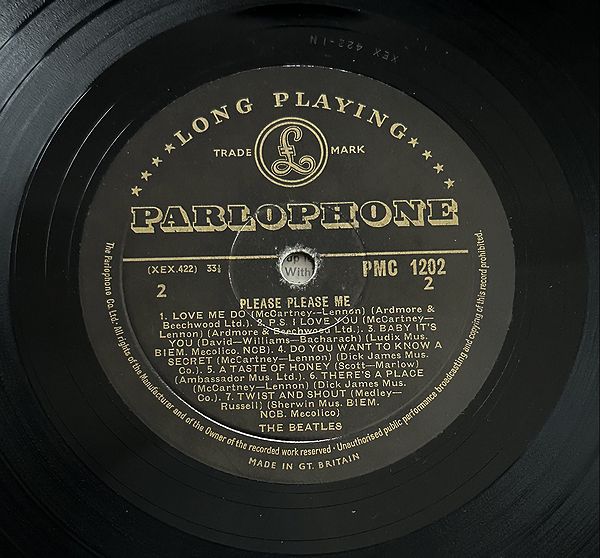 XEX 422-1N
★★★★ LONG PLAYING ★★★★
TRADE £ MARK
PARLOPHONE
(XEX.422) 33⅓
PMC 1202
2
2
PLEASE PLEASE ME
1. LOVE ME DO (McCartney—Lennon) (Ardmore &
Beechwood Ltd.). 2. P.S. I LOVE YOU (McCartney—
Lennon) (Ardmore & Beechwood Ltd.). 3. BABY IT'S
YOU (David—Williams—Bacharach) (Ludix Mus.
BIEM. Mecolico. NCB). 4. DO YOU WANT TO KNOW A
SECRET (McCartney—Lennon) (Dick James Mus.
Co.). 5. A TASTE OF HONEY (Scott—Marlow)
(Ambassador Mus. Ltd.). 6. THERE'S A PLACE
(McCartney—Lennon) (Dick James Mus.
Co.). 7. TWIST AND SHOUT (Medley—
Russell) (Sherwin Mus. BIEM.
NCB. Mecolico)
THE BEATLES
The Parlophone Co. Ltd. All rights of the Manufacturer and of the Owner of the recorded work reserved · Unauthorised public performance broadcasting and copying of this record prohibited.
MADE IN GT. BRITAIN
With